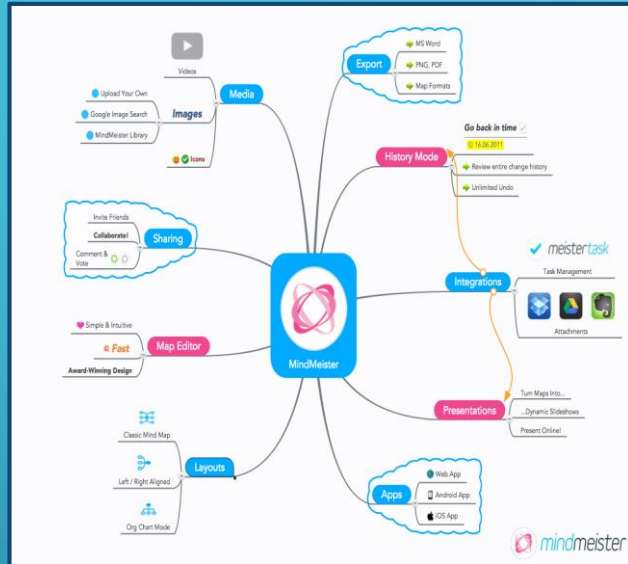 Videos
Upload Your Own
Google Image Search
MindMeister Library
Images
Icons
Media
Invite Friends
Collaborate!
Comment &
Vote
Sharing
Simple & Intuitive
Fast
Award-Winning Design
Map Editor
Classic Mind Map
Left / Right Aligned
Org Chart Mode
Layouts
MindMeister
Export
MS Word
PNG, PDF
Map Formats
History Mode
Go back in time
16.06.2011
Review entire change history
Unlimited Undo
Integrations
meistertask
Task Management
Attachments
Presentations
Turn Maps Into...
...Dynamic Slideshows
Present Online!
Apps
Web App
Android App
iOS App
mindmeister